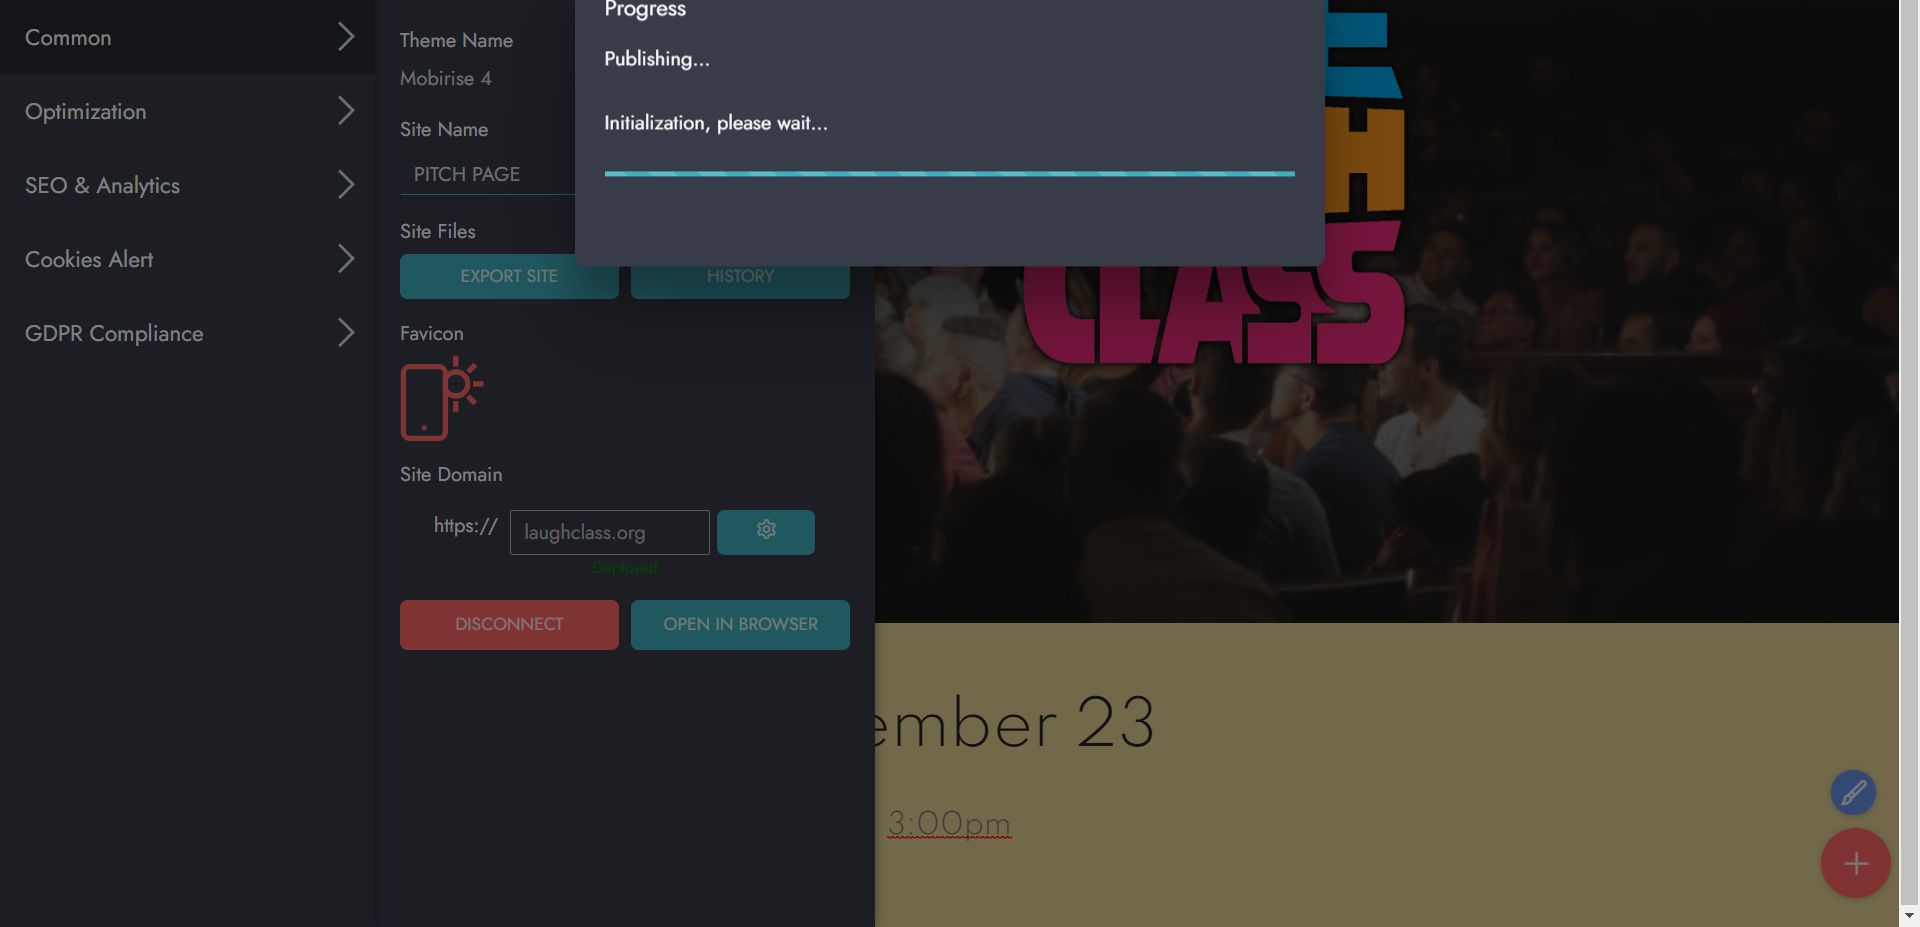 Common
Optimization
SEO & Analytics
Cookies Alert
GDPR Compliance
Theme Name
Mobirise 4
Site Name
PITCH PAGE
Site Files
EXPORT SITE
HISTORY
Favicon
Site Domain
https://
laughclass.org
Deployed
DISCONNECT
OPEN IN BROWSER
Progress
Publishing...
Initialization, please wait...
H
CLASS
ember 23
3:00pm